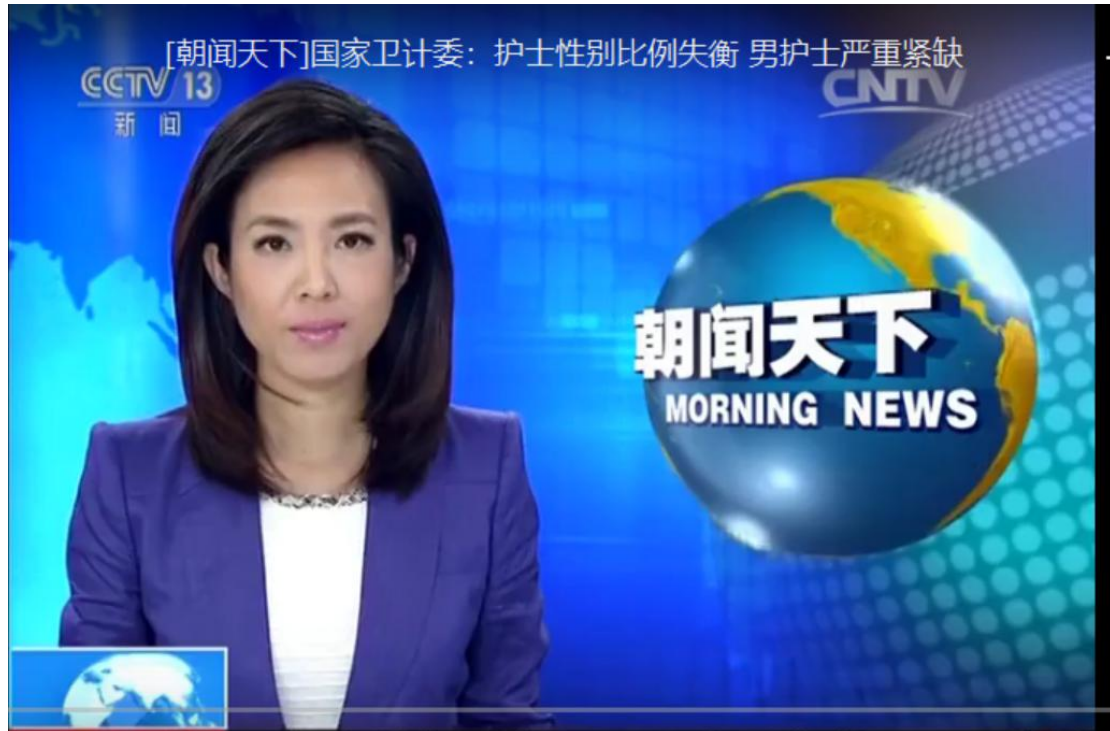 [朝闻天下]国家卫计委：护士性别比例失衡 男护士严重紧缺
CCTV 13
新闻
CNTV
朝闻天下
MORNING NEWS